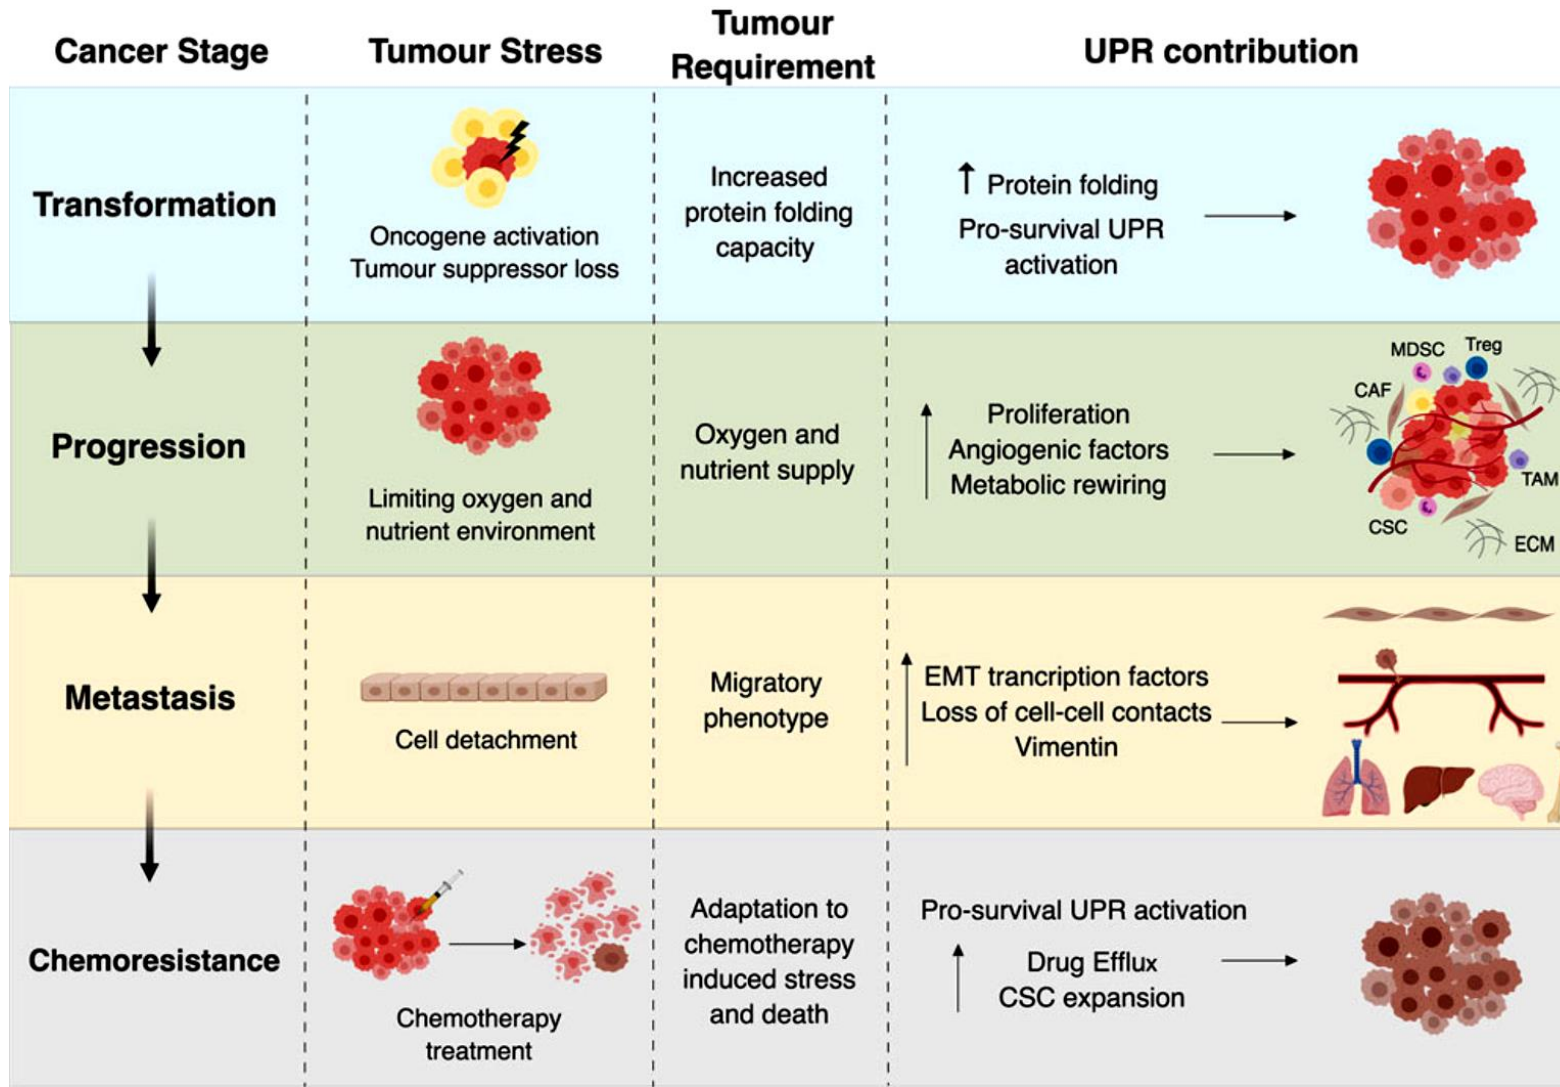 Cancer Stage
Tumour Stress
Tumour
Requirement
UPR contribution
Transformation
Oncogene activation
Tumour suppressor loss
Increased
protein folding
capacity
↑ Protein folding
Pro-survival UPR
activation
Progression
Limiting oxygen and
nutrient environment
Oxygen and
nutrient supply
Proliferation
Angiogenic factors
Metabolic rewiring
MDSC
Treg
CAF
TAM
CSC
ECM
Metastasis
Cell detachment
Migratory
phenotype
EMT trancription factors
Loss of cell-cell contacts
Vimentin
Chemoresistance
Chemotherapy
treatment
Adaptation to
chemotherapy
induced stress
and death
Pro-survival UPR activation
Drug Efflux
CSC expansion